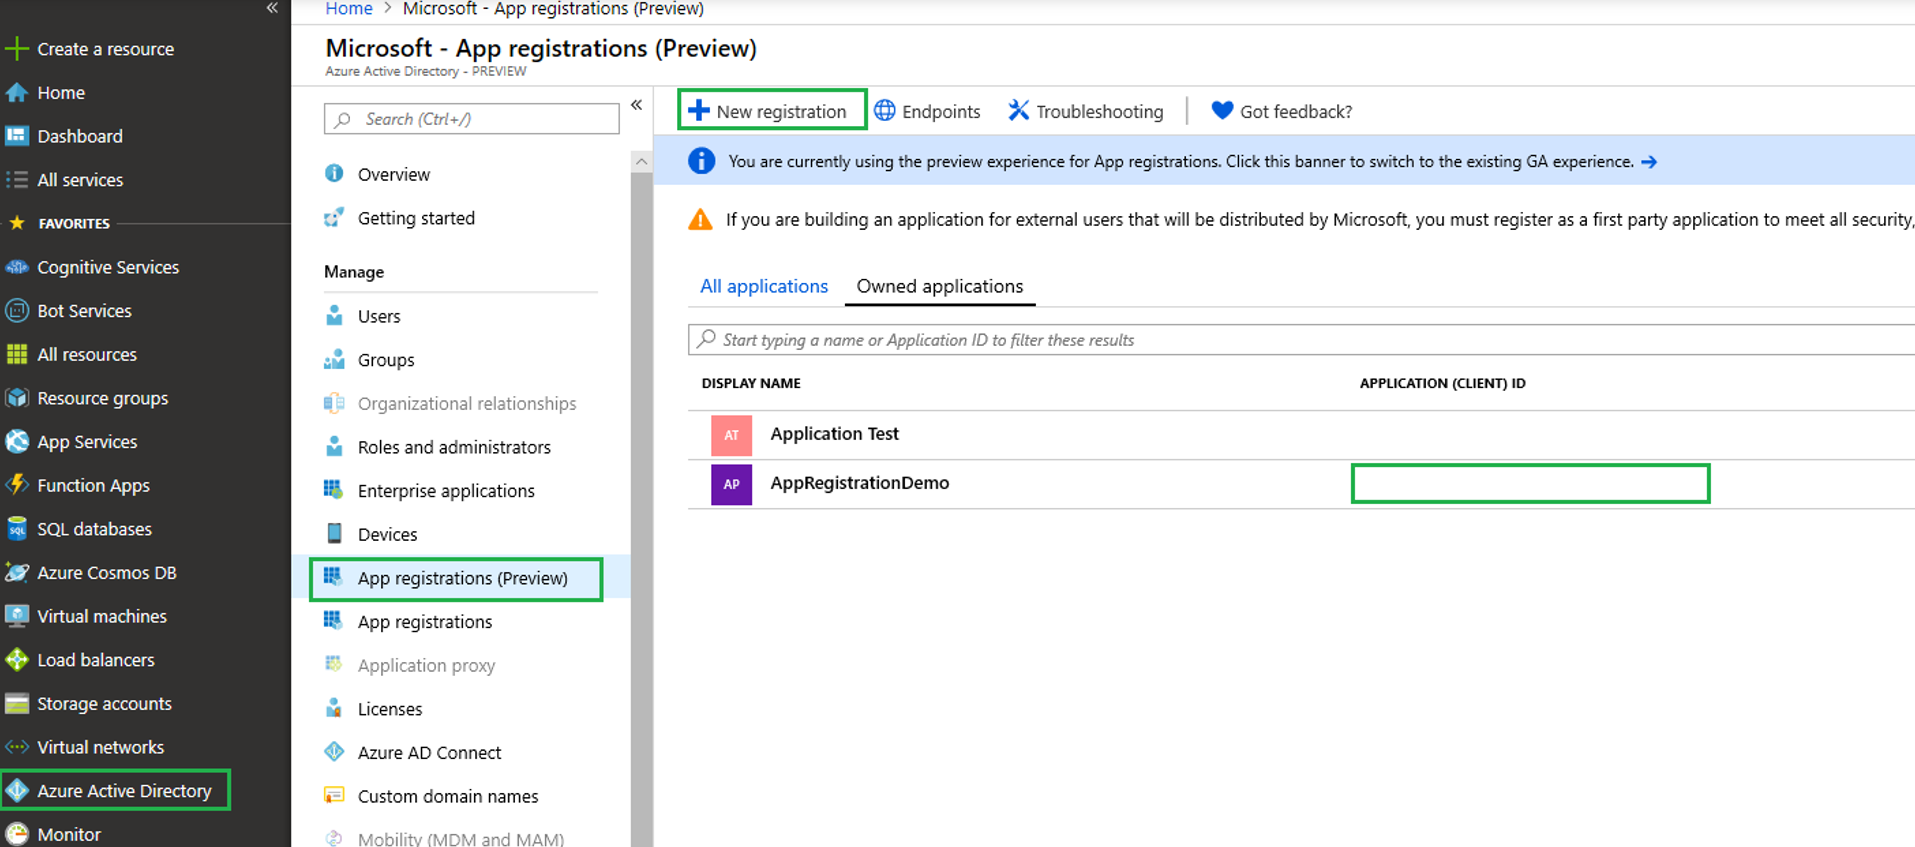 «
Create a resource
Home
Dashboard
All services
FAVORITES
Cognitive Services
Bot Services
All resources
Resource groups
App Services
Function Apps
SQL databases
Azure Cosmos DB
Virtual machines
Load balancers
Storage accounts
Virtual networks
Azure Active Directory
Monitor
Home > Microsoft - App registrations (Preview)
Microsoft - App registrations (Preview)
Azure Active Directory - PREVIEW
Search (Ctrl+/)
«
Overview
Getting started
Manage
Users
Groups
Organizational relationships
Roles and administrators
Enterprise applications
Devices
App registrations (Preview)
App registrations
Application proxy
Licenses
Azure AD Connect
Custom domain names
Mobility (MDM and MAM)
New registration Endpoints Troubleshooting Got feedback?
You are currently using the preview experience for App registrations. Click this banner to switch to the existing GA experience. →
If you are building an application for external users that will be distributed by Microsoft, you must register as a first party application to meet all security,
All applications Owned applications
Start typing a name or Application ID to filter these results
DISPLAY NAME APPLICATION (CLIENT) ID
AT Application Test
AP AppRegistrationDemo